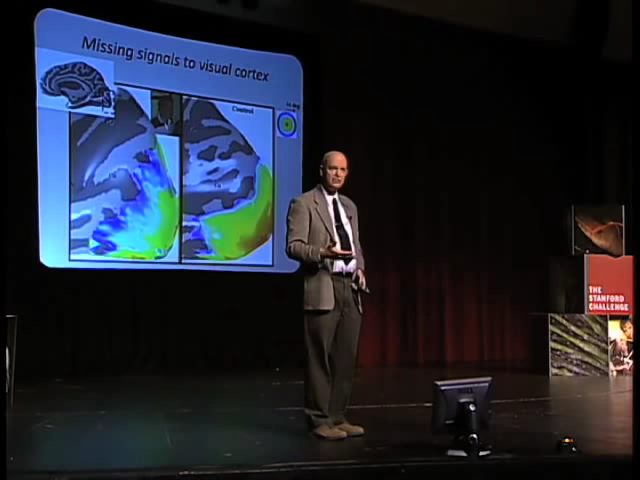 Missing signals to visual cortex
Control
THE
STANFORD
CHALLENGE